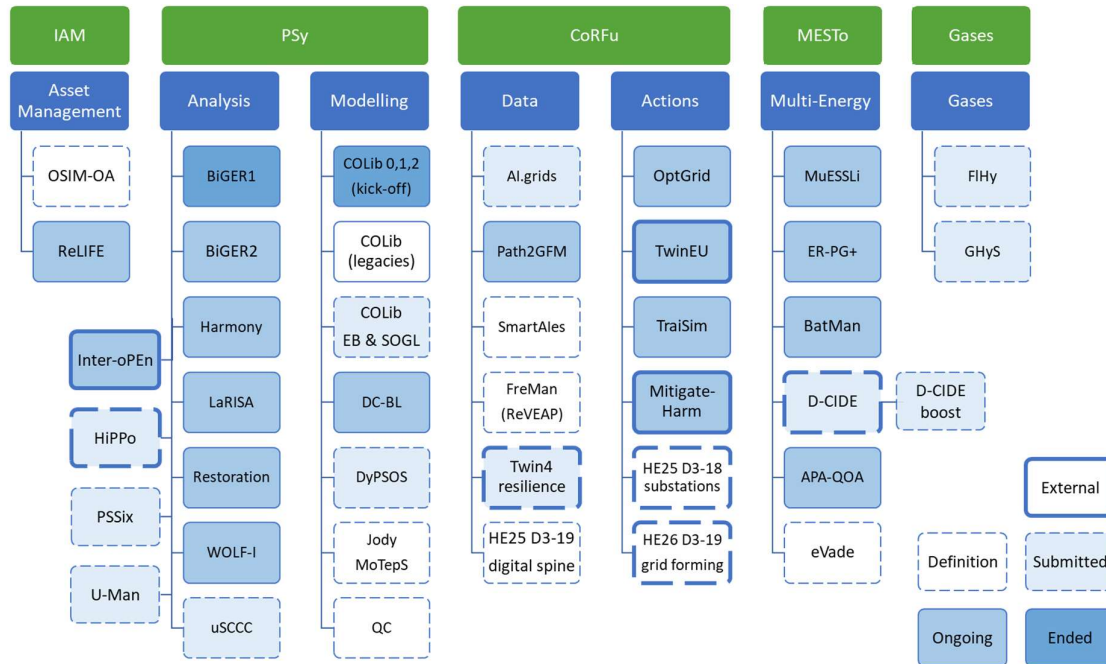 IAM
PSy
CoRFu
MESTo
Gases
Asset
Management
Analysis
Modelling
Data
Actions
Multi-Energy
Gases
OSIM-OA
ReLIFE
Inter-oPEn
HiPPo
PSSix
U-Man
BiGER1
BiGER2
Harmony
LaRISA
Restoration
WOLF-I
uSCCC
COLib 0,1,2
(kick-off)
COLib
(legacies)
COLib
EB & SOGL
DC-BL
DyPSOS
Jody
MoTepS
QC
AI.grids
Path2GFM
SmartAles
FreMan
(ReVEAP)
Twin4
resilience
HE25 D3-19
digital spine
OptGrid
TwinEU
TraiSim
Mitigate-
Harm
HE25 D3-18
substations
HE26 D3-19
grid forming
MuESSLi
ER-PG+
BatMan
D-CIDE
D-CIDE
boost
APA-QOA
eVade
FlHy
GHyS
External
Definition
Submitted
Ongoing
Ended